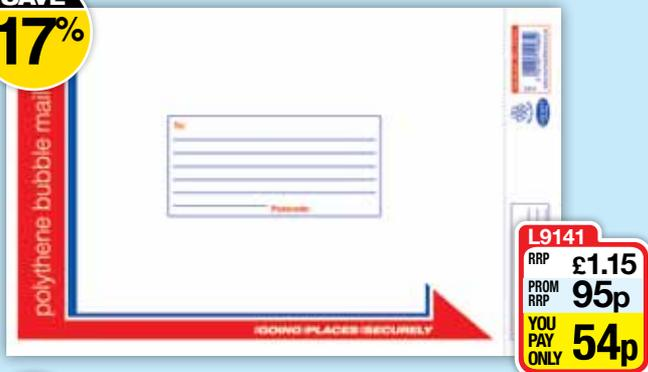 SAVE
17%
polythene bubble mail
To:
Postcode:
GOING PLACES SECURELY
L9141
RRP £1.15
PROM RRP 95p
YOU PAY ONLY 54p